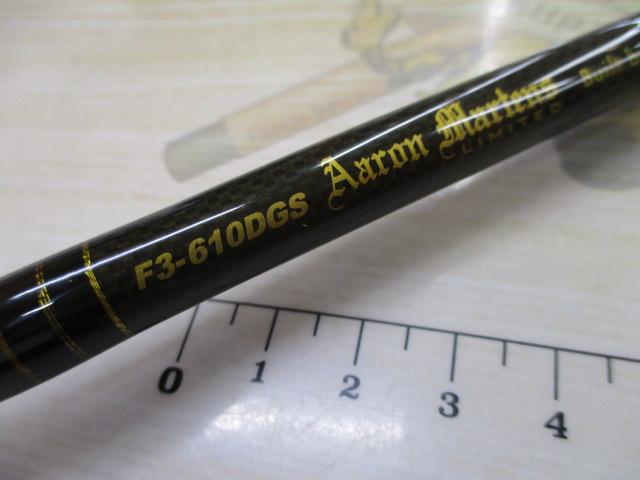 F3-610DGS Aaron Martens
LIMITED
0 1 2 3 4